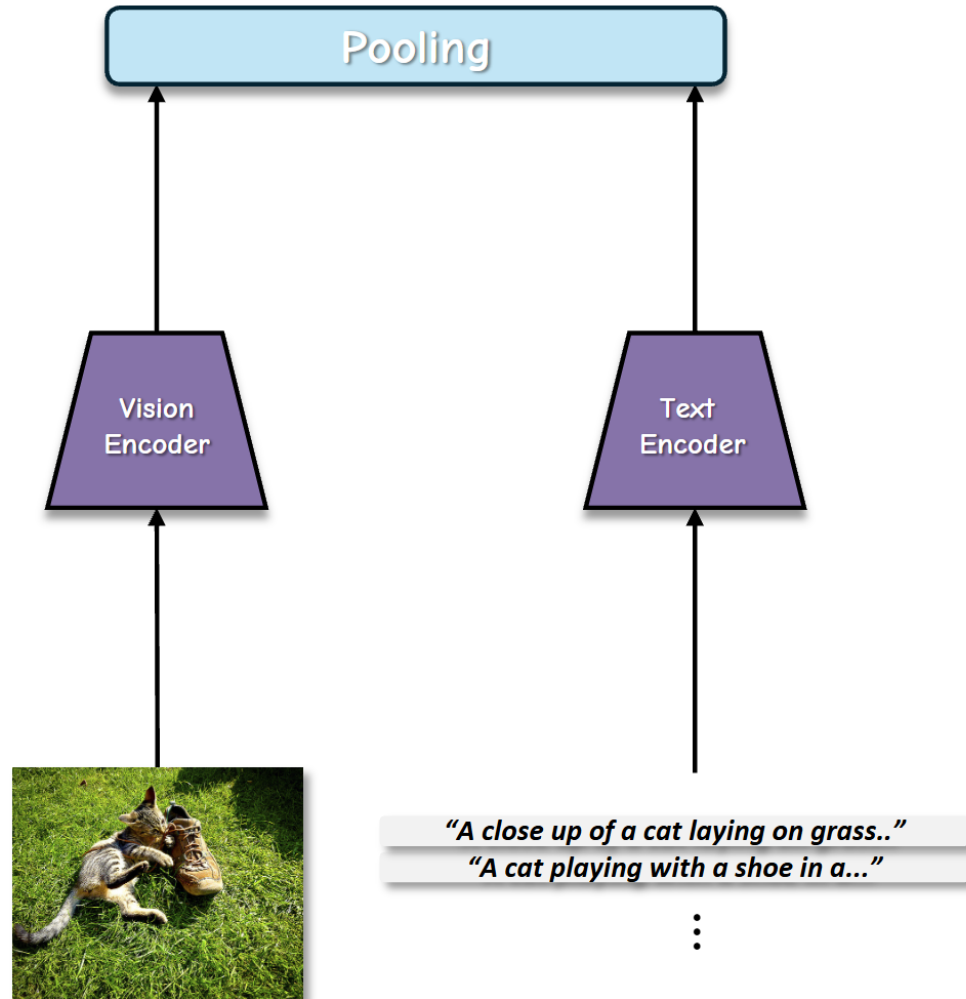 Pooling
Vision
Encoder
Text
Encoder
“A close up of a cat laying on grass..”
“A cat playing with a shoe in a...”